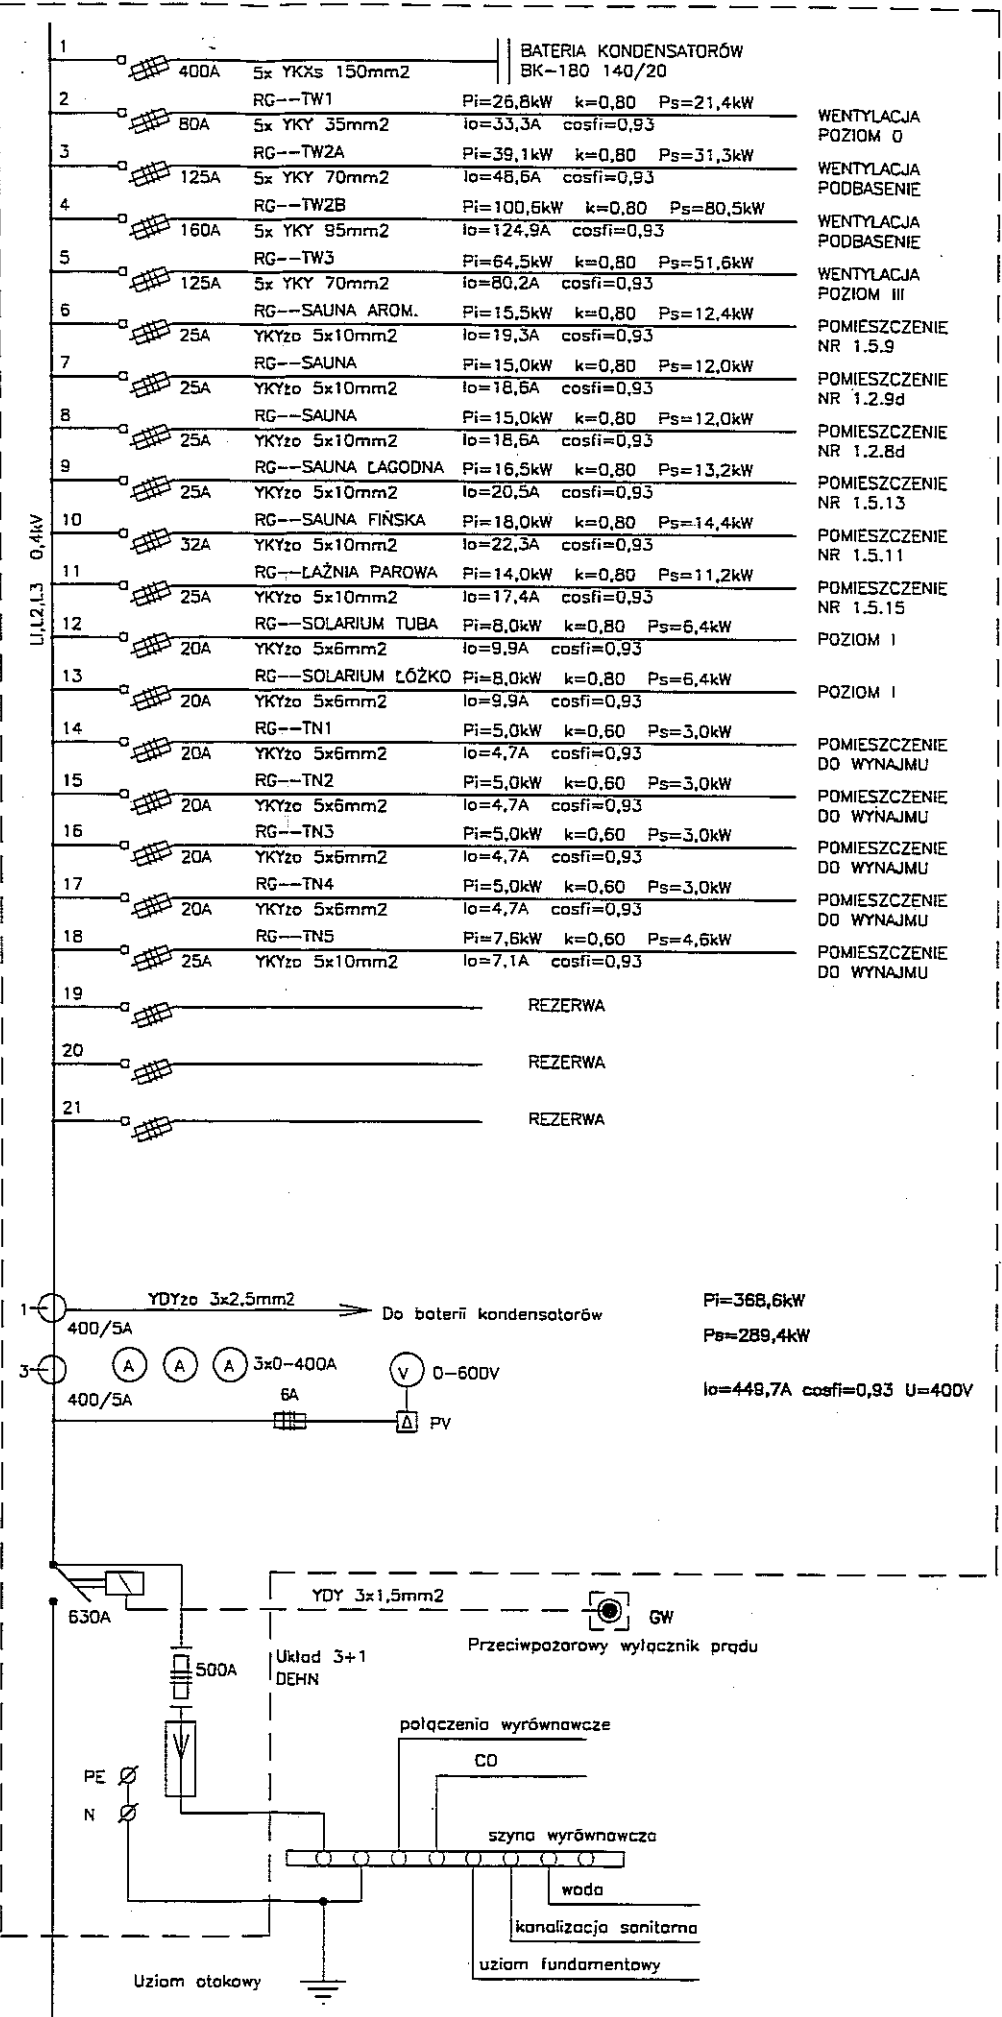 1
400A 5x YKXs 150mm2
BATERIA KONDENSATORÓW
BK-180 140/20
2 RG--TW1 Pi=26,8kW k=0,80 Ps=21,4kW
80A 5x YKY 35mm2 Io=33,3A cosfi=0,93
WENTYLACJA
POZIOM 0
3 RG--TW2A Pi=39,1kW k=0,80 Ps=31,3kW
125A 5x YKY 70mm2 Io=48,6A cosfi=0,93
WENTYLACJA
PODBASENIE
4 RG--TW2B Pi=100,6kW k=0,80 Ps=80,5kW
160A 5x YKY 95mm2 Io=124,9A cosfi=0,93
WENTYLACJA
PODBASENIE
5 RG--TW3 Pi=64,5kW k=0,80 Ps=51,6kW
125A 5x YKY 70mm2 Io=80,2A cosfi=0,93
WENTYLACJA
POZIOM III
6 RG--SAUNA AROM. Pi=15,5kW k=0,80 Ps=12,4kW
25A YKYżo 5x10mm2 Io=19,3A cosfi=0,93
POMIESZCZENIE
NR 1.5.9
7 RG--SAUNA Pi=15,0kW k=0,80 Ps=12,0kW
25A YKYżo 5x10mm2 Io=18,6A cosfi=0,93
POMIESZCZENIE
NR 1.2.9d
8 RG--SAUNA Pi=15,0kW k=0,80 Ps=12,0kW
25A YKYżo 5x10mm2 Io=18,6A cosfi=0,93
POMIESZCZENIE
NR 1.2.8d
9 RG--SAUNA ŁAGODNA Pi=16,5kW k=0,80 Ps=13,2kW
25A YKYżo 5x10mm2 Io=20,5A cosfi=0,93
POMIESZCZENIE
NR 1.5.13
10 RG--SAUNA FIŃSKA Pi=18,0kW k=0,80 Ps=14,4kW
32A YKYżo 5x10mm2 Io=22,3A cosfi=0,93
POMIESZCZENIE
NR 1.5.11
L1,L2,L3 0,4kV
11 RG--ŁAŹNIA PAROWA Pi=14,0kW k=0,80 Ps=11,2kW
25A YKYżo 5x10mm2 Io=17,4A cosfi=0,93
POMIESZCZENIE
NR 1.5.15
12 RG--SOLARIUM TUBA Pi=8,0kW k=0,80 Ps=6,4kW
20A YKYżo 5x6mm2 Io=9,9A cosfi=0,93
POZIOM I
13 RG--SOLARIUM ŁÓŻKO Pi=8,0kW k=0,80 Ps=6,4kW
20A YKYżo 5x6mm2 Io=9,9A cosfi=0,93
POZIOM I
14 RG--TN1 Pi=5,0kW k=0,60 Ps=3,0kW
20A YKYżo 5x6mm2 Io=4,7A cosfi=0,93
POMIESZCZENIE
DO WYNAJMU
15 RG--TN2 Pi=5,0kW k=0,60 Ps=3,0kW
20A YKYżo 5x6mm2 Io=4,7A cosfi=0,93
POMIESZCZENIE
DO WYNAJMU
16 RG--TN3 Pi=5,0kW k=0,60 Ps=3,0kW
20A YKYżo 5x6mm2 Io=4,7A cosfi=0,93
POMIESZCZENIE
DO WYNAJMU
17 RG--TN4 Pi=5,0kW k=0,60 Ps=3,0kW
20A YKYżo 5x6mm2 Io=4,7A cosfi=0,93
POMIESZCZENIE
DO WYNAJMU
18 RG--TN5 Pi=7,6kW k=0,60 Ps=4,6kW
25A YKYżo 5x10mm2 Io=7,1A cosfi=0,93
POMIESZCZENIE
DO WYNAJMU
19 REZERWA
20 REZERWA
21 REZERWA
1 YDYżo 3x2,5mm2 Do baterii kondensatorów
400/5A
Pi=368,6kW
Ps=289,4kW
Io=449,7A cosfi=0,93 U=400V
3 A A A 3x0-400A V 0-600V
400/5A 6A
Δ PV
630A
YDY 3x1,5mm2
GW
Przeciwpożarowy wyłącznik prądu
500A
Układ 3+1
DEHN
połączenia wyrównawcze
CO
PE
N
szyna wyrównawcza
woda
kanalizacja sanitarna
uziom fundamentowy
Uziom otokowy